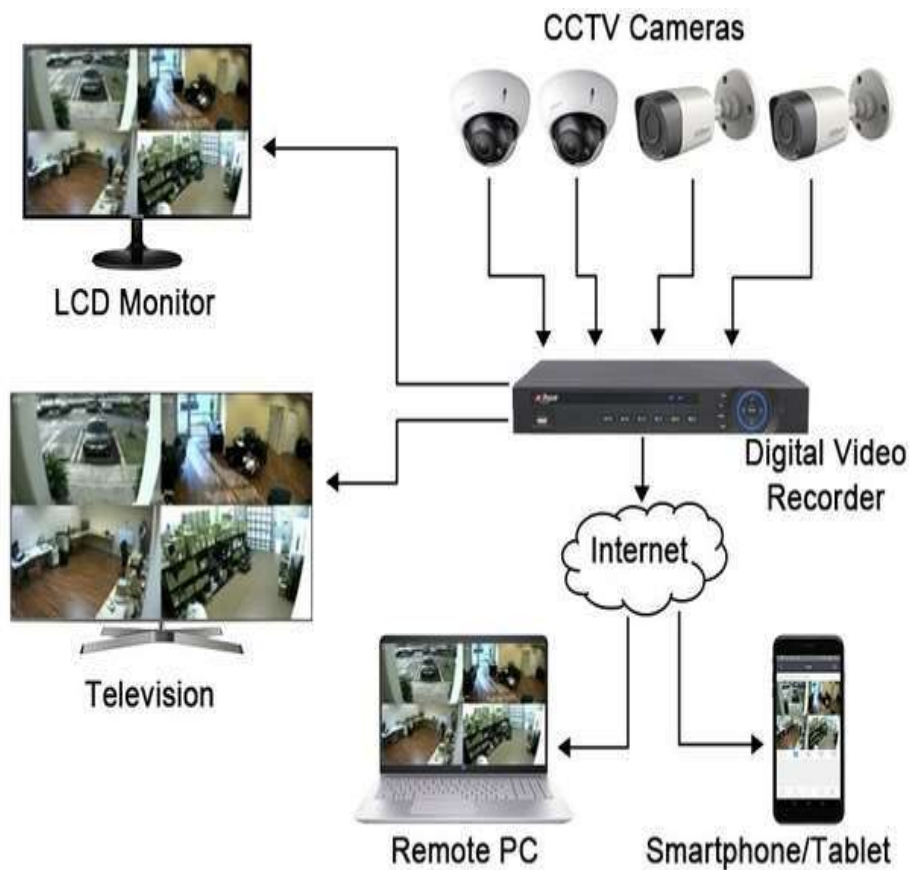 CCTV Cameras
LCD Monitor
Digital Video
Recorder
Internet
Television
Remote PC
Smartphone/Tablet